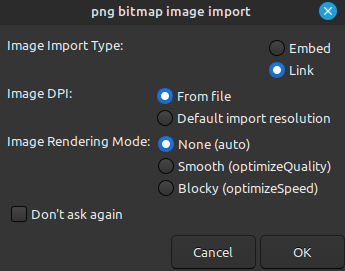 png bitmap image import
Image Import Type:
Embed
Link
Image DPI:
From file
Default import resolution
Image Rendering Mode:
None (auto)
Smooth (optimizeQuality)
Blocky (optimizeSpeed)
Don't ask again
Cancel
OK